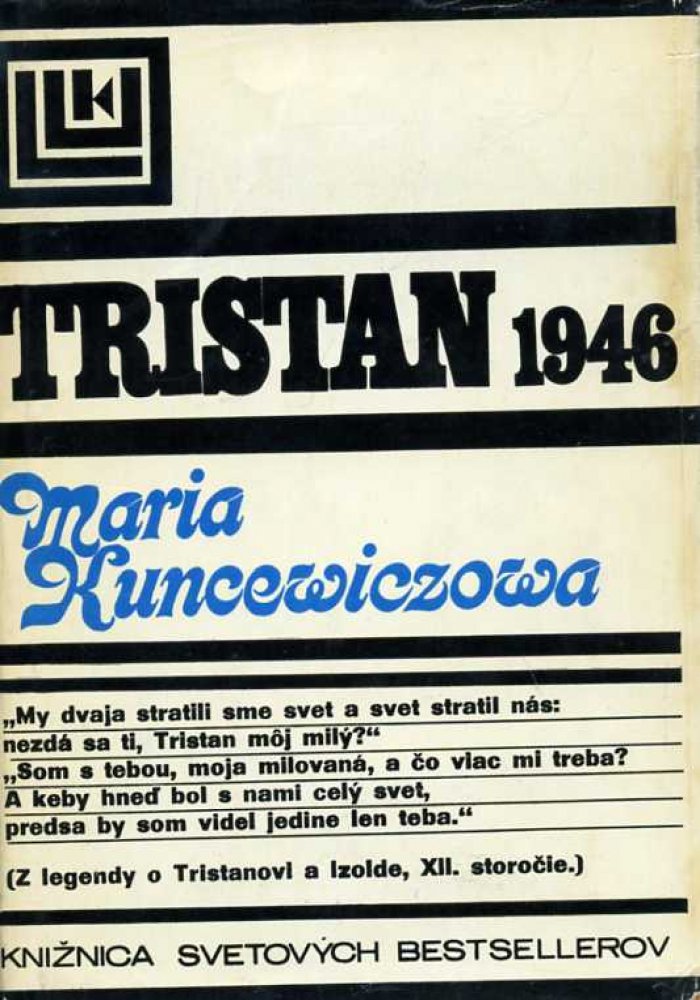 TRISTAN 1946
Maria
Kuncewiczowa
„My dvaja stratili sme svet a svet stratil nás:
nezdá sa ti, Tristan môj milý?“
„Som s tebou, moja milovaná, a čo viac mi treba?
A keby hneď bol s nami celý svet,
predsa by som videl jedine len teba.“
(Z legendy o Tristanovi a Izolde, XII. storočie.)
KNIŽNICA SVETOVÝCH BESTSELLEROV